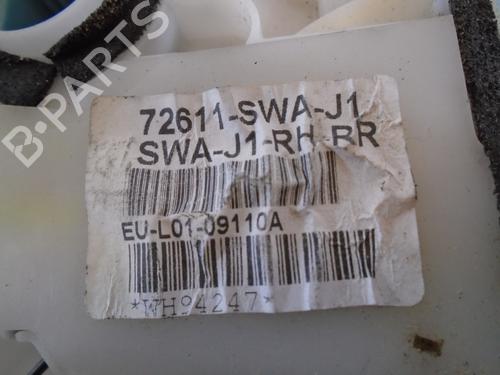 72611-SWA-J1
SWA-J1-RH-RR
EU-L01-09110A
*WH94247*
B-PARTS